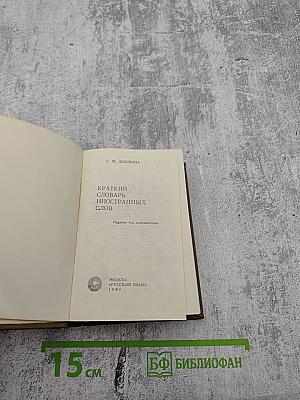 С. М. ЛОКШИНА
КРАТКИЙ
СЛОВАРЬ
ИНОСТРАННЫХ
СЛОВ
МОСКВА
«РУССКИЙ ЯЗЫК»
15 см
БФ БИБЛИОФАН